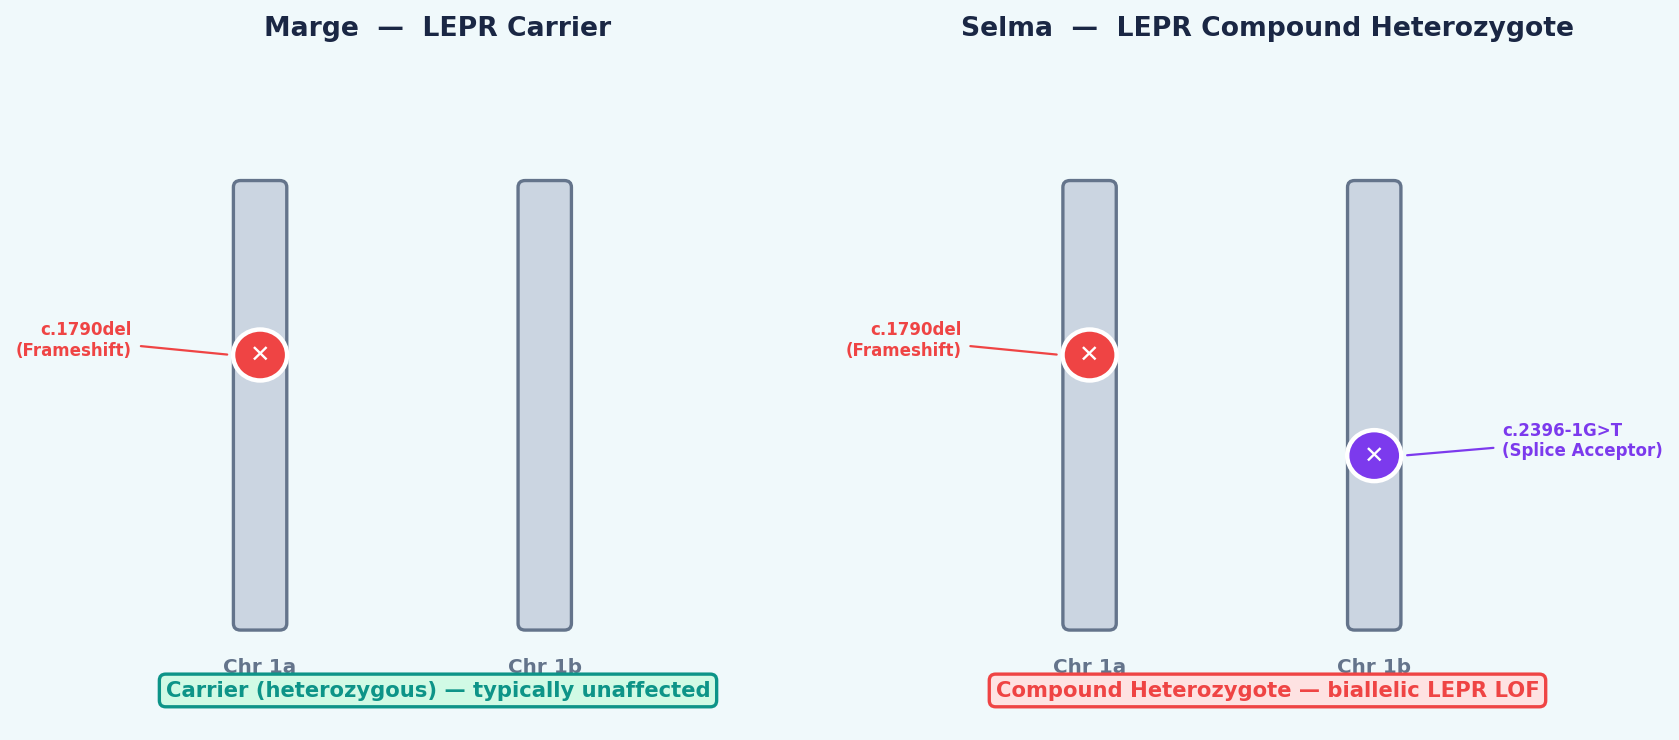 Marge  —  LEPR Carrier
c.1790del
(Frameshift)
✕
Chr 1a
Chr 1b
Carrier (heterozygous) — typically unaffected
Selma  —  LEPR Compound Heterozygote
c.1790del
(Frameshift)
✕
c.2396-1G>T
(Splice Acceptor)
✕
Chr 1a
Chr 1b
Compound Heterozygote — biallelic LEPR LOF